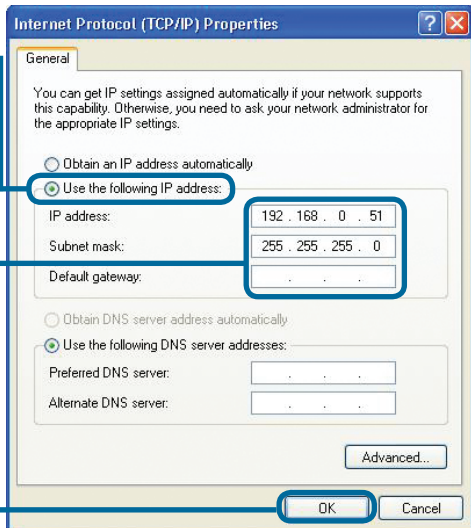 Internet Protocol (TCP/IP) Properties
General
You can get IP settings assigned automatically if your network supports
this capability. Otherwise, you need to ask your network administrator for
the appropriate IP settings.
Obtain an IP address automatically
Use the following IP address:
IP address: 192 . 168 . 0 . 51
Subnet mask: 255 . 255 . 255 . 0
Default gateway: . . .
Obtain DNS server address automatically
Use the following DNS server addresses:
Preferred DNS server: . . .
Alternate DNS server: . . .
Advanced...
OK Cancel